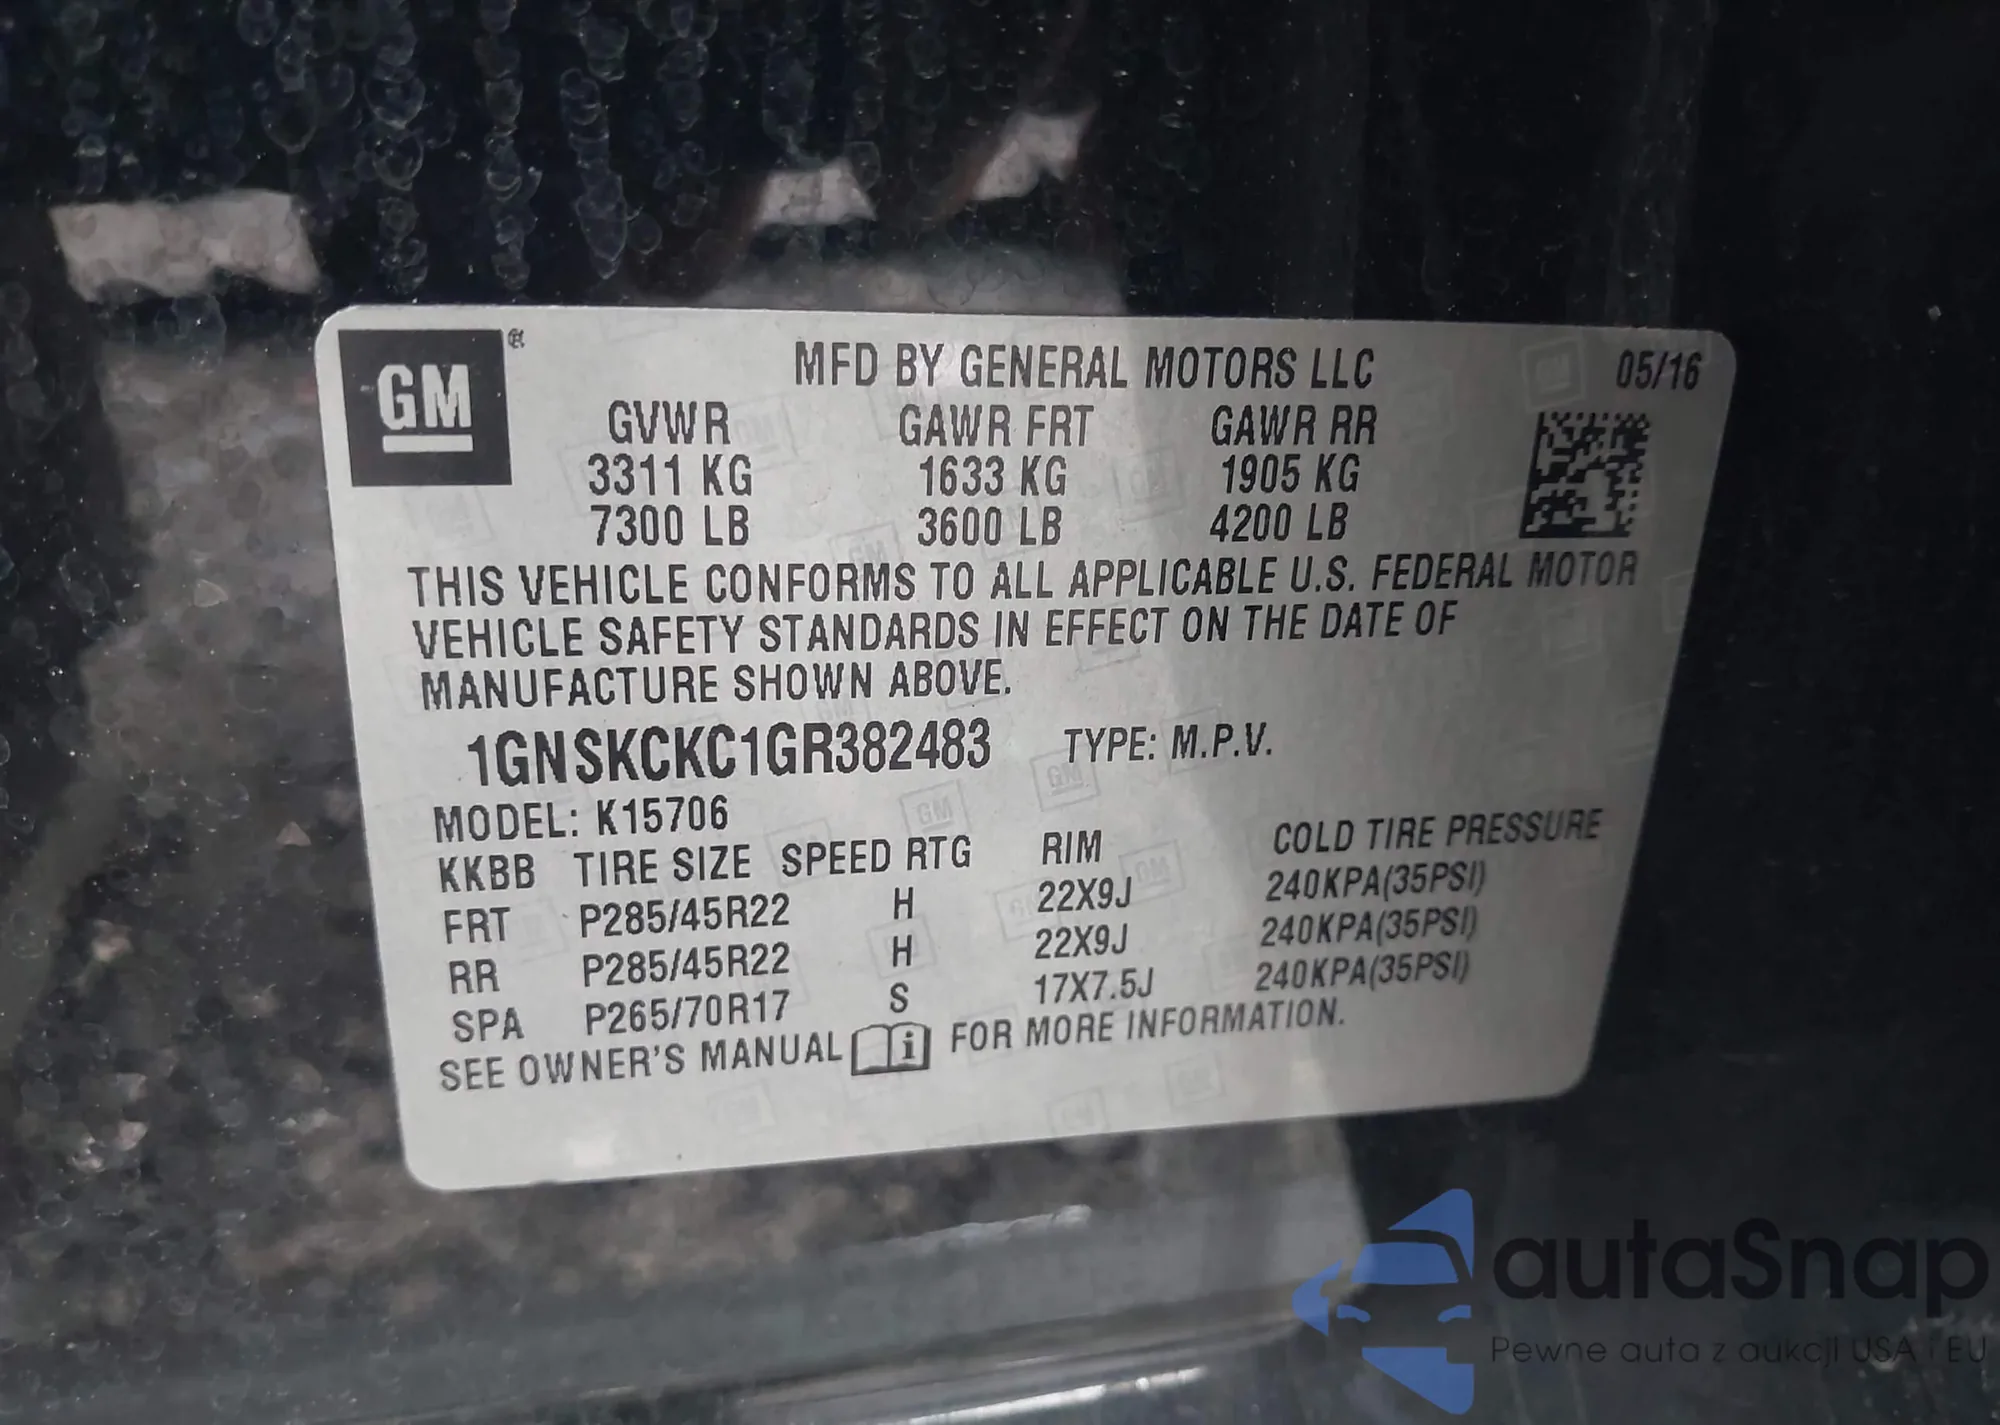 GM
MFD BY GENERAL MOTORS LLC 05/16
GVWR GAWR FRT GAWR RR
3311 KG 1633 KG 1905 KG
7300 LB 3600 LB 4200 LB
THIS VEHICLE CONFORMS TO ALL APPLICABLE U.S. FEDERAL MOTOR
VEHICLE SAFETY STANDARDS IN EFFECT ON THE DATE OF
MANUFACTURE SHOWN ABOVE.
1GNSKCKC1GR382483 TYPE: M.P.V.
MODEL: K15706
KKBB TIRE SIZE SPEED RTG RIM COLD TIRE PRESSURE
FRT P285/45R22 H 22X9J 240KPA(35PSI)
RR P285/45R22 H 22X9J 240KPA(35PSI)
SPA P265/70R17 S 17X7.5J 240KPA(35PSI)
SEE OWNER'S MANUAL i FOR MORE INFORMATION.
autaSnap
Pewne auta z aukcji USA i EU